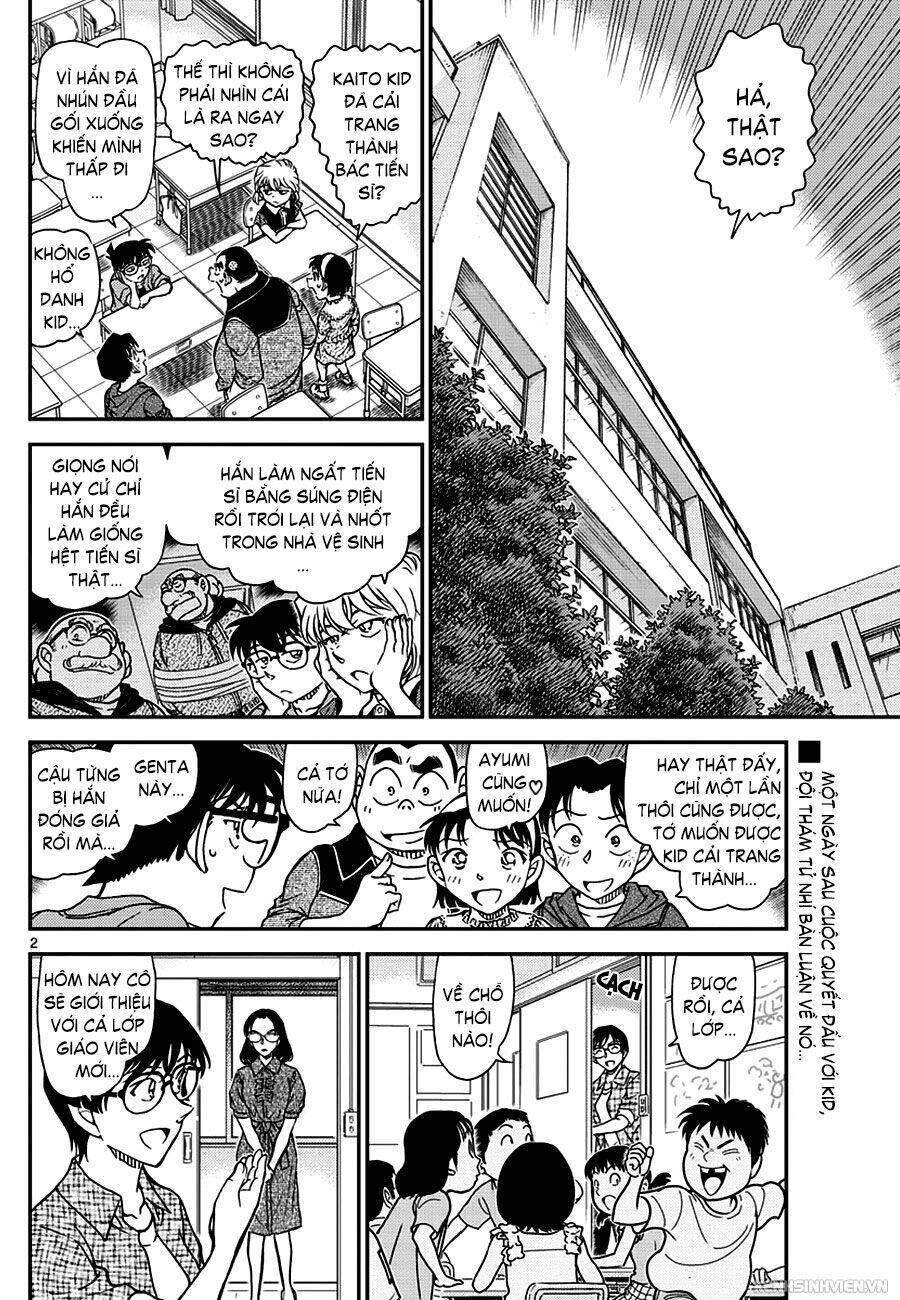 HẢ,
THẬT
SAO?
KAITO KID
ĐÃ CẢI
TRANG
THÀNH
BÁC TIẾN
SĨ?
THẾ THÌ KHÔNG
PHẢI NHÌN CÁI
LÀ RA NGAY
SAO?
VÌ HẮN ĐÃ
NHÚN ĐẦU
GỐI XUỐNG
KHIẾN MÌNH
THẤP ĐI
...
KHÔNG
HỔ
DANH
KID...
HẮN LÀM NGẤT TIẾN
SĨ BẰNG SÚNG ĐIỆN
RỒI TRÓI LẠI VÀ NHỐT
TRONG NHÀ VỆ SINH
...
GIỌNG NÓI
HAY CỬ CHỈ
HẮN ĐỀU
LÀM GIỐNG
HỆT TIẾN SĨ
THẬT...
MỘT NGÀY SAU CUỘC QUYẾT ĐẤU VỚI KID,
ĐỘI THÁM TỬ NHÍ BÀN LUẬN VỀ NÓ...
HAY THẬT ĐẤY,
CHỈ MỘT LẦN
THÔI CŨNG ĐƯỢC,
TỚ MUỐN ĐƯỢC
KID CẢI TRANG
THÀNH...
AYUMI
CŨNG
MUỐN!♡
CẢ TỚ
NỮA!
GENTA
NÀY...
CẬU TỪNG
BỊ HẮN
ĐÓNG GIẢ
RỒI MÀ...
2
ĐƯỢC
RỒI, CẢ
LỚP...
CẠCH
VỀ CHỖ
THÔI NÀO!
HÔM NAY CÔ
SẼ GIỚI THIỆU
VỚI CẢ LỚP
GIÁO VIÊN
MỚI...